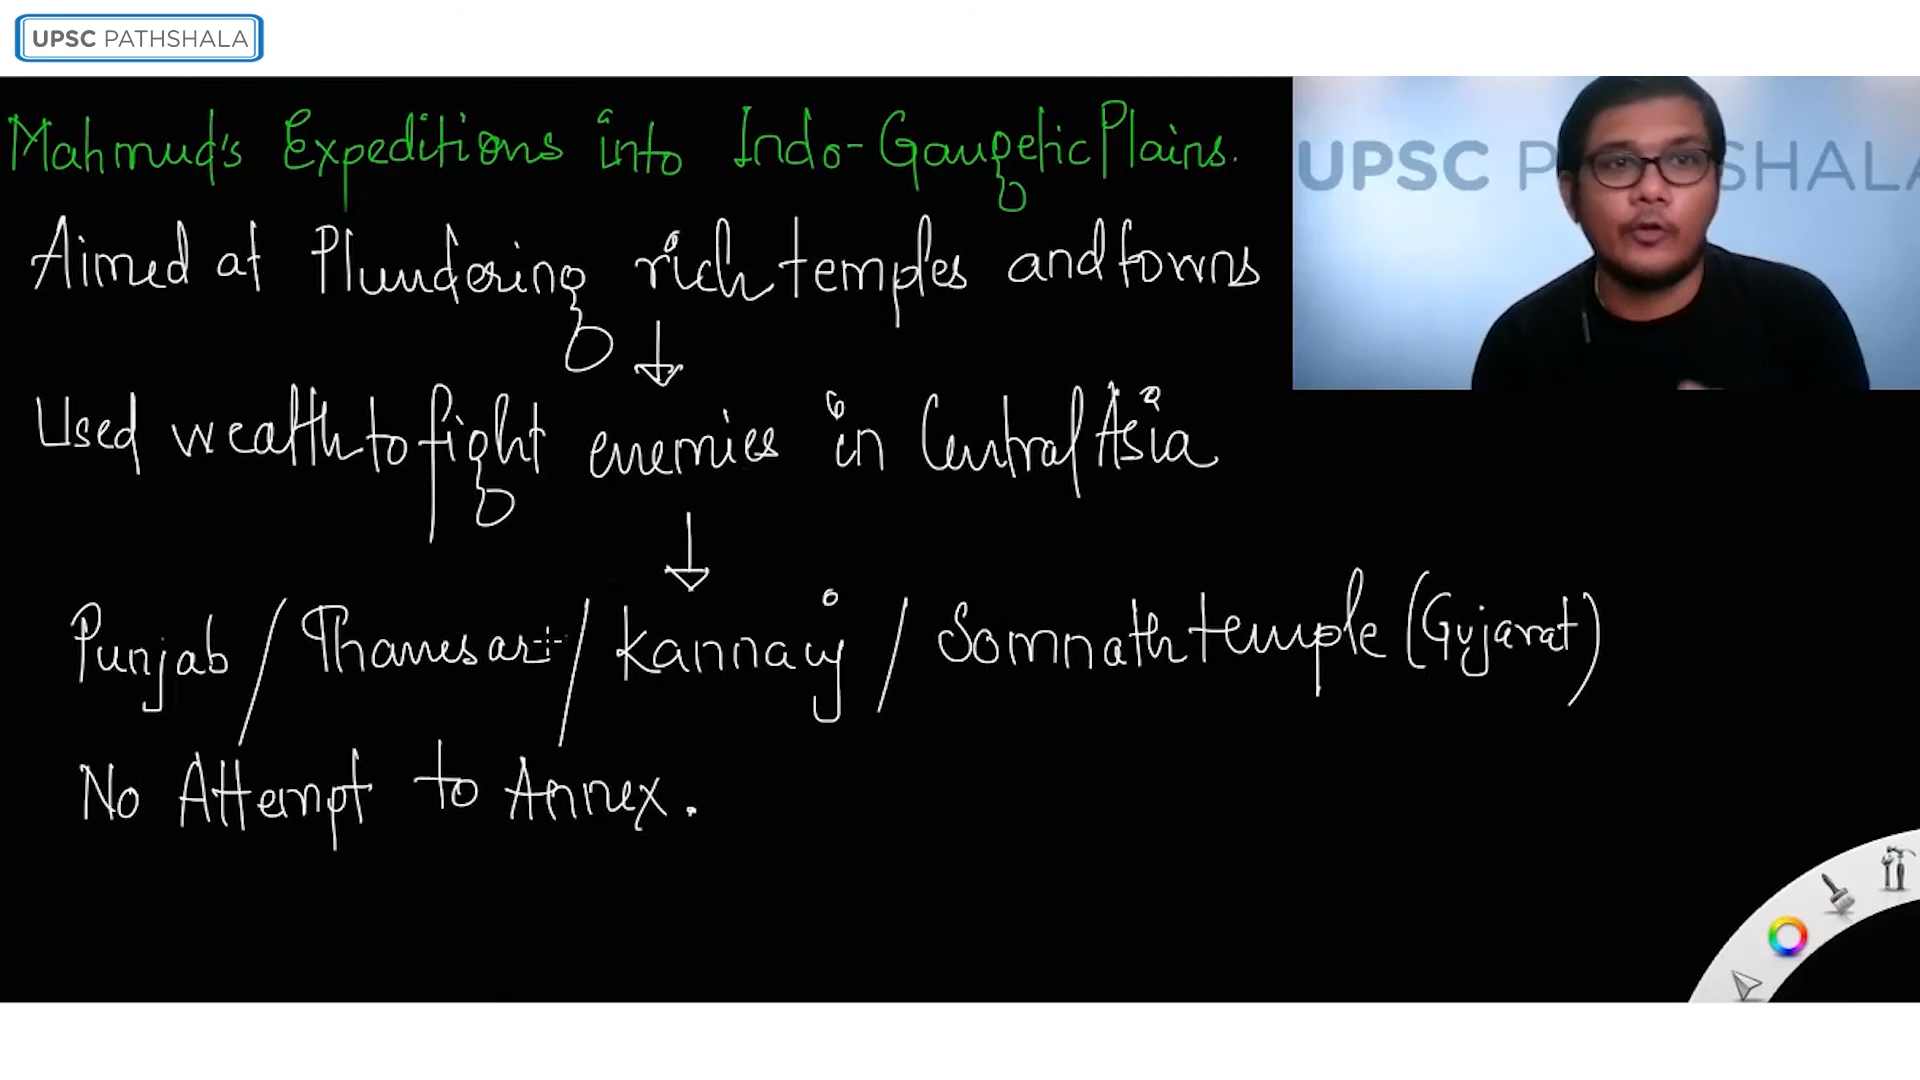 UPSC PATHSHALA
Mahmud's Expeditions into Indo-Gangetic Plains.
UPSC P SHALA
Aimed at Plundering rich temples and towns
Used wealth to fight enemies in Central Asia
Punjab / Thanesar / Kannauj / Somnath temple (Gujarat)
No Attempt to Annex.